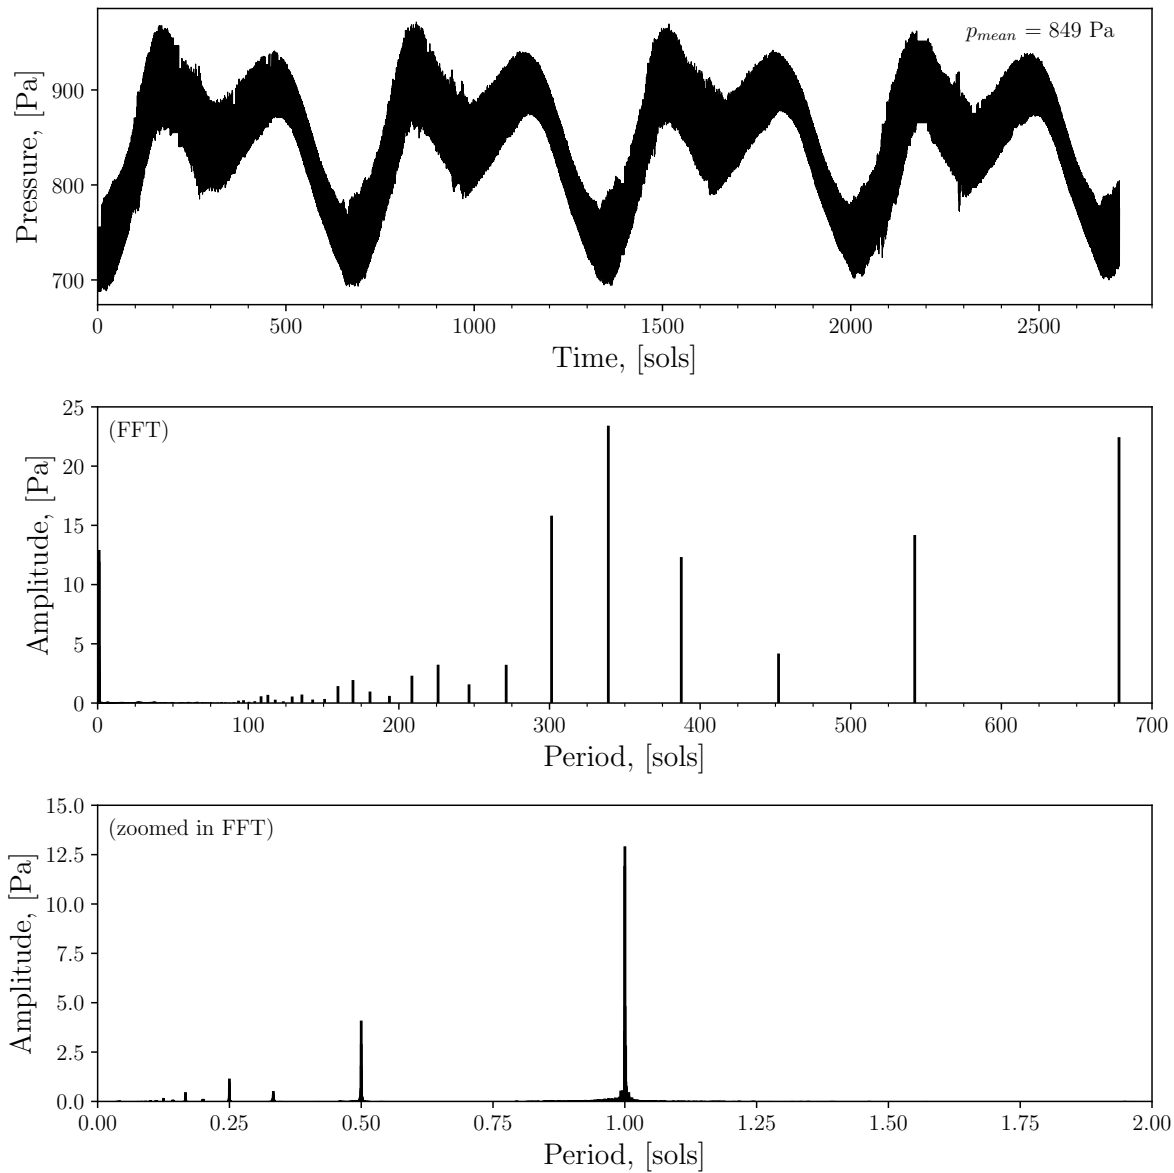 p_mean = 849 Pa
900
800
700
Pressure, [Pa]
0 500 1000 1500 2000 2500
Time, [sols]
(FFT)
25
20
15
10
5
0
Amplitude, [Pa]
0 100 200 300 400 500 600 700
Period, [sols]
(zoomed in FFT)
15.0
12.5
10.0
7.5
5.0
2.5
0.0
Amplitude, [Pa]
0.00 0.25 0.50 0.75 1.00 1.25 1.50 1.75 2.00
Period, [sols]